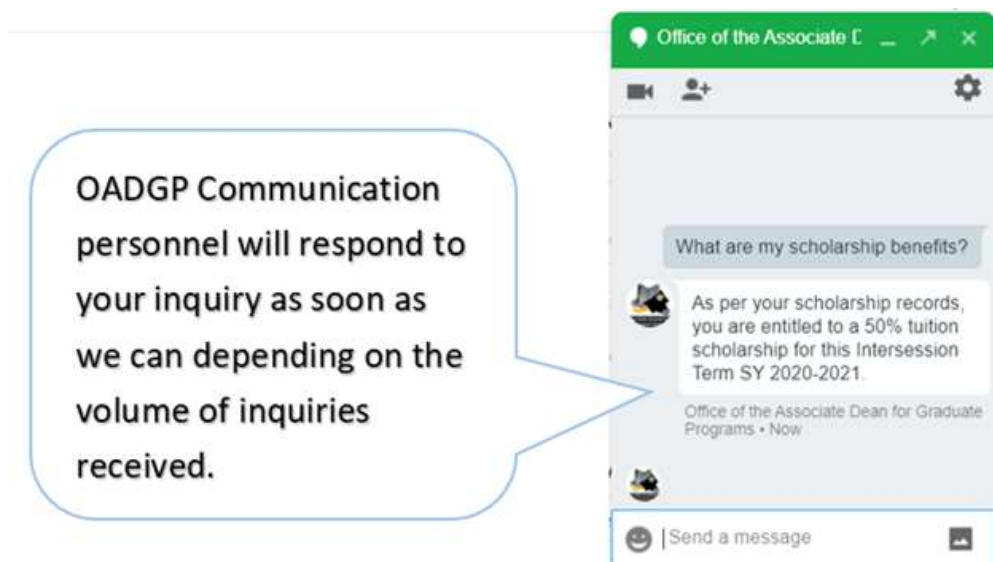 OADGP Communication
personnel will respond to
your inquiry as soon as
we can depending on the
volume of inquiries
received.
Office of the Associate D
What are my scholarship benefits?
As per your scholarship records,
you are entitled to a 50% tuition
scholarship for this Intersession
Term SY 2020-2021.
Office of the Associate Dean for Graduate
Programs • Now
Send a message